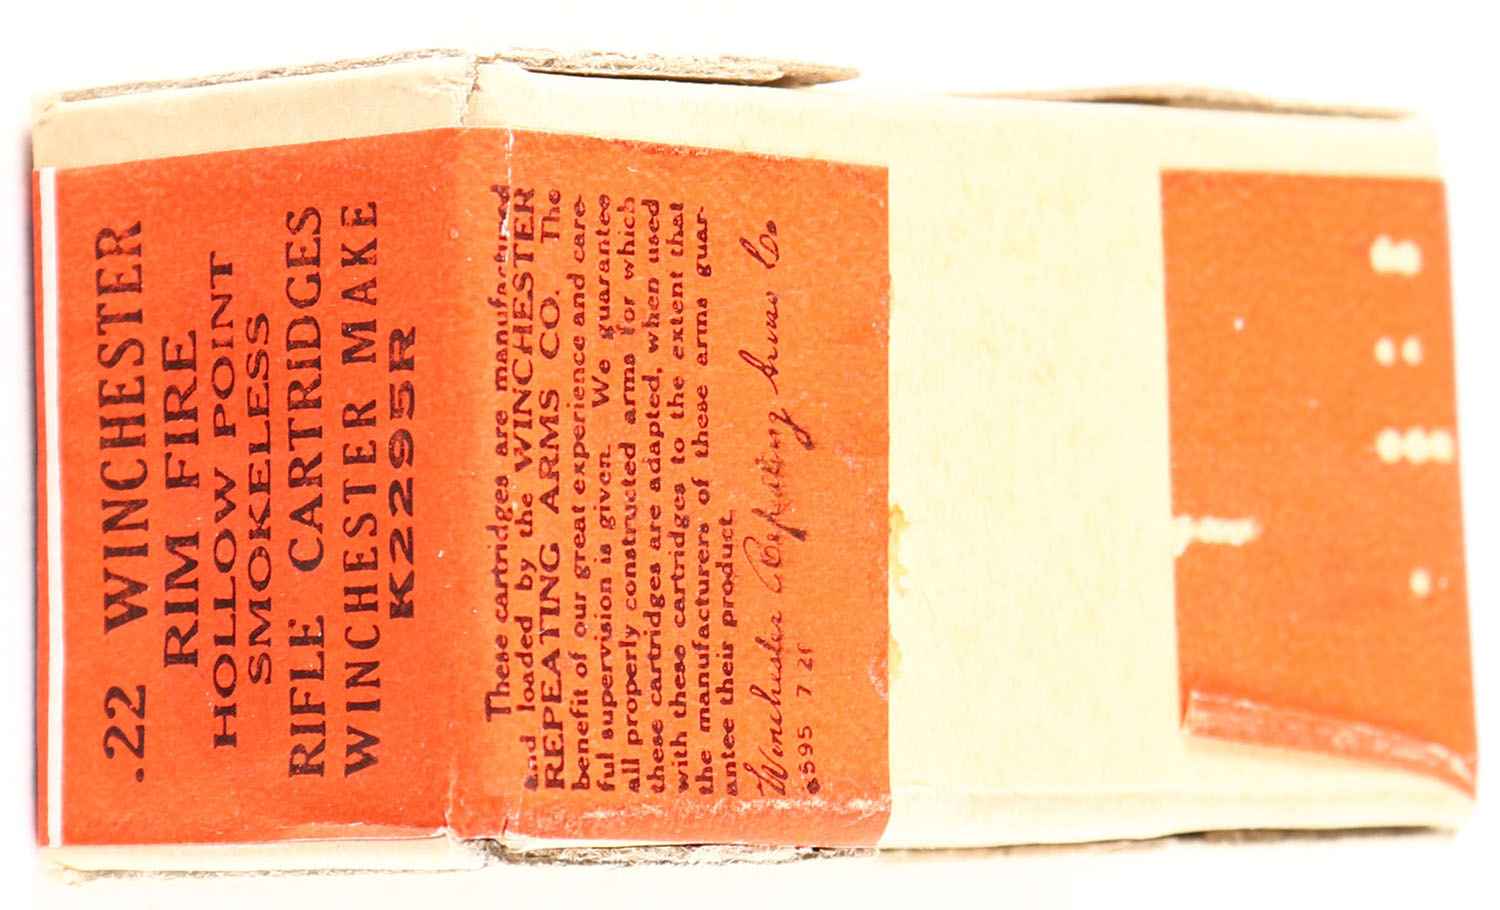 .22 WINCHESTER
RIM FIRE
HOLLOW POINT
SMOKELESS
RIFLE CARTRIDGES
WINCHESTER MAKE
K2295R
These cartridges are manufactured
and loaded by the WINCHESTER
REPEATING ARMS CO. The
benefit of our great experience and care-
ful supervision is given. We guarantee
all properly constructed arms for which
these cartridges are adapted, when used
with these cartridges to the extent that
the manufacturers of these arms guar-
antee their product.
Winchester Repeating Arms Co
595 7 2